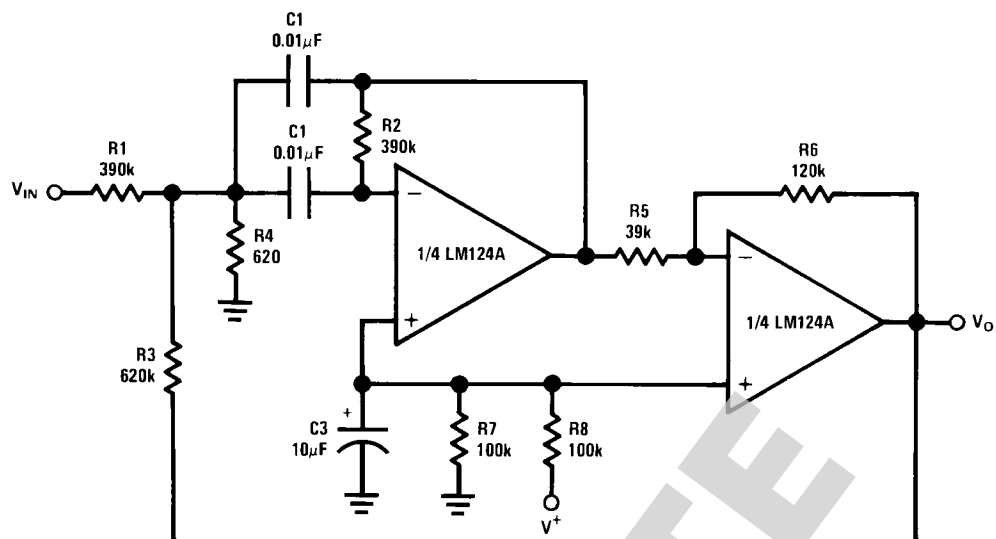 C1
0.01μF
C1
0.01μF
R2
390k
R1
390k
R6
120k
VIN
R4
620
1/4 LM124A
R5
39k
1/4 LM124A
VO
R3
620k
+
−
+
−
+
C3
10μF
R7
100k
R8
100k
V+
TE